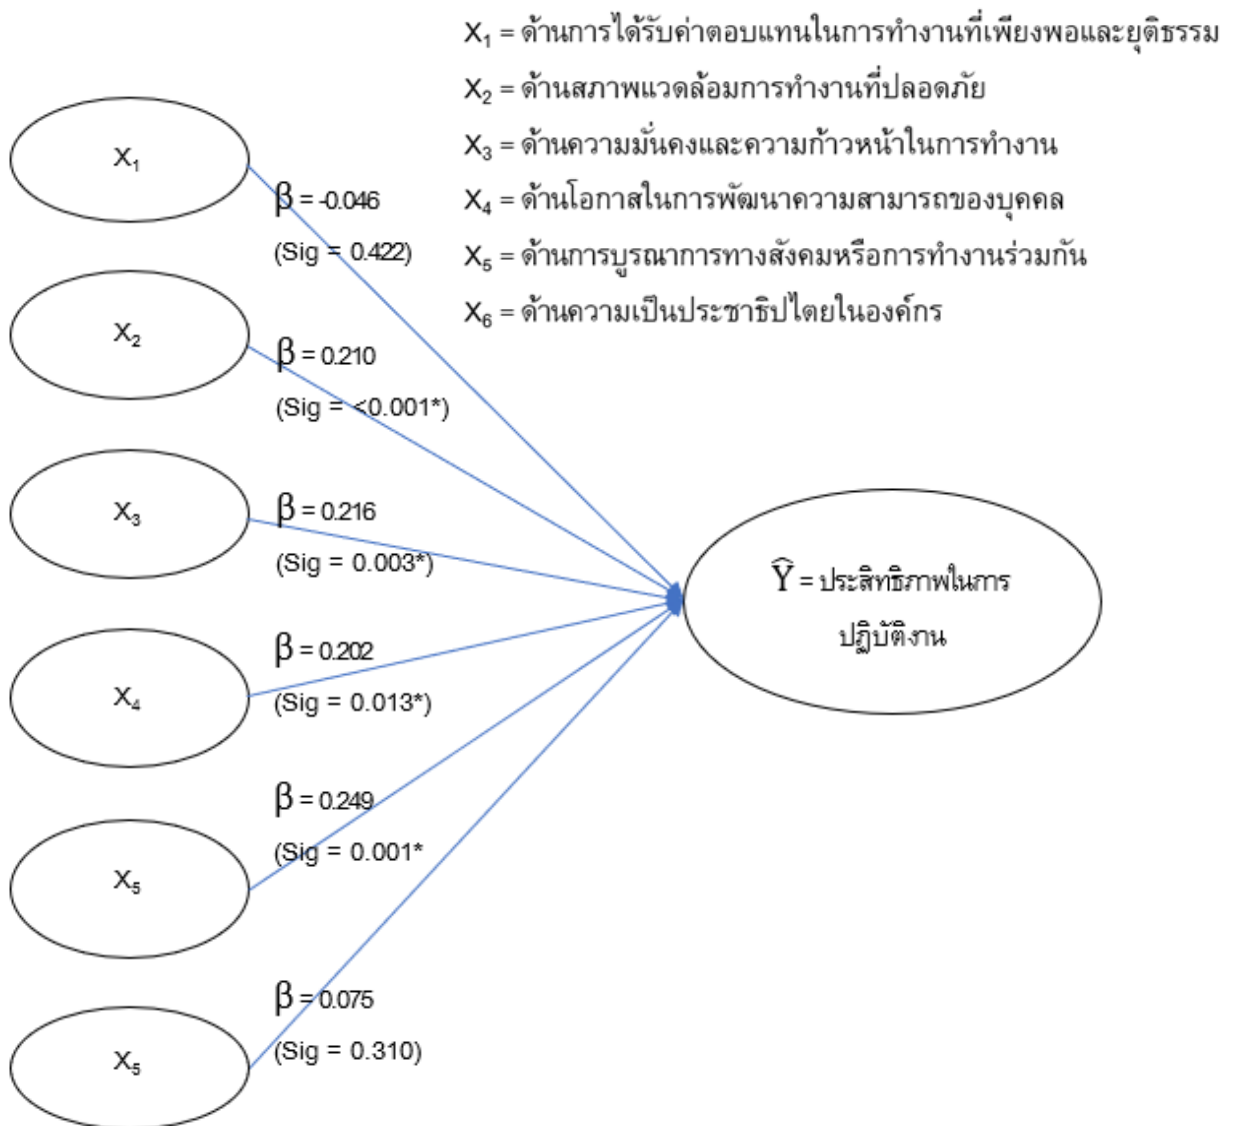 X₁ = ด้านการได้รับค่าตอบแทนในการทำงานที่เพียงพอและยุติธรรม
X₂ = ด้านสภาพแวดล้อมการทำงานที่ปลอดภัย
X₃ = ด้านความมั่นคงและความก้าวหน้าในการทำงาน
X₄ = ด้านโอกาสในการพัฒนาความสามารถของบุคคล
X₅ = ด้านการบูรณาการทางสังคมหรือการทำงานร่วมกัน
X₆ = ด้านความเป็นประชาธิปไตยในองค์กร
X₁
β = -0.046
(Sig = 0.422)
X₂
β = 0.210
(Sig = <0.001*)
X₃
β = 0.216
(Sig = 0.003*)
X₄
β = 0.202
(Sig = 0.013*)
X₅
β = 0.249
(Sig = 0.001*
X₅
β = 0.075
(Sig = 0.310)
Ŷ = ประสิทธิภาพในการ
ปฏิบัติงาน